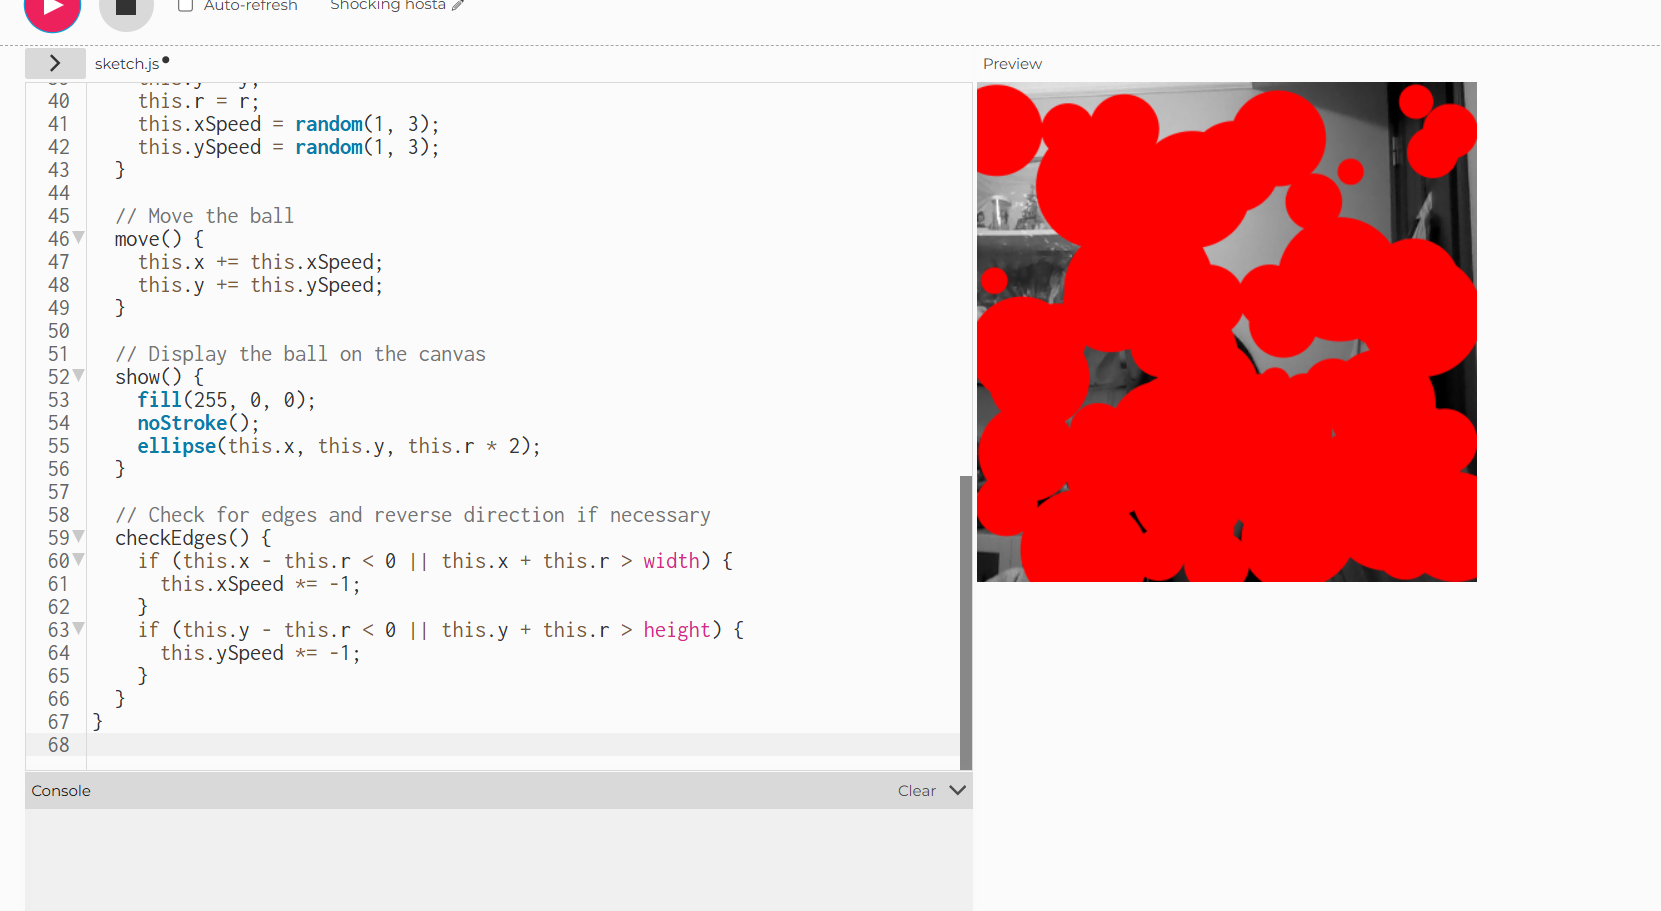 Auto-refresh Shocking hosta
sketch.js
Preview
40 this.r = r;
41 this.xSpeed = random(1, 3);
42 this.ySpeed = random(1, 3);
43 }
44
45 // Move the ball
46 move() {
47 this.x += this.xSpeed;
48 this.y += this.ySpeed;
49 }
50
51 // Display the ball on the canvas
52 show() {
53 fill(255, 0, 0);
54 noStroke();
55 ellipse(this.x, this.y, this.r * 2);
56 }
57
58 // Check for edges and reverse direction if necessary
59 checkEdges() {
60 if (this.x - this.r < 0 || this.x + this.r > width) {
61 this.xSpeed *= -1;
62 }
63 if (this.y - this.r < 0 || this.y + this.r > height) {
64 this.ySpeed *= -1;
65 }
66 }
67 }
68
Console Clear